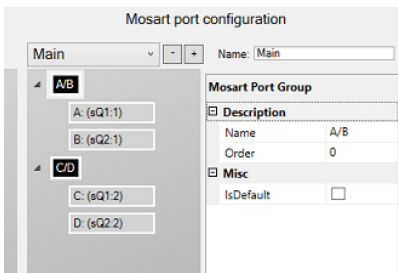 Mosart port configuration
Main - + Name: Main
A/B
A: (sQ1:1)
B: (sQ2:1)
C/D
C: (sQ1:2)
D: (sQ2:2)
Mosart Port Group
Description
Name A/B
Order 0
Misc
IsDefault